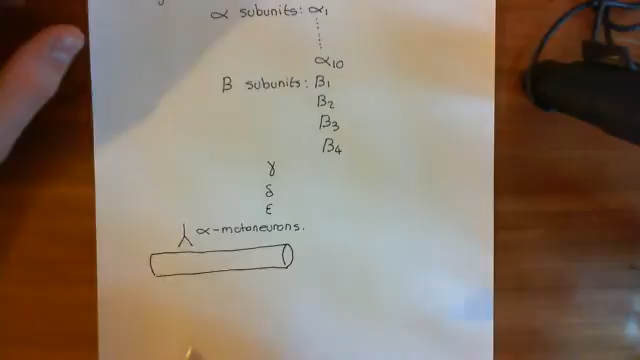 α subunits: α1
α10
β subunits: β1
β2
β3
β4
γ
δ
ε
α-motoneurons.